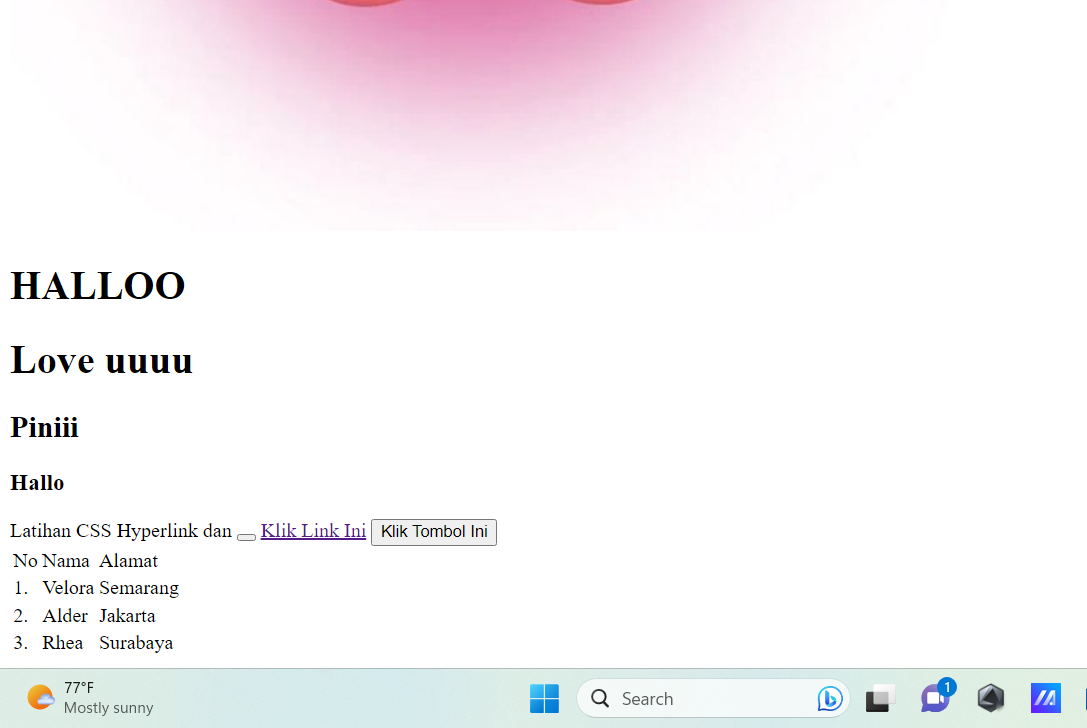 HALLOO
Love uuuu
Piniii
Hallo
Latihan CSS Hyperlink dan Klik Link Ini Klik Tombol Ini
No Nama Alamat
1. Velora Semarang
2. Alder Jakarta
3. Rhea Surabaya
77°F
Mostly sunny
Search
1